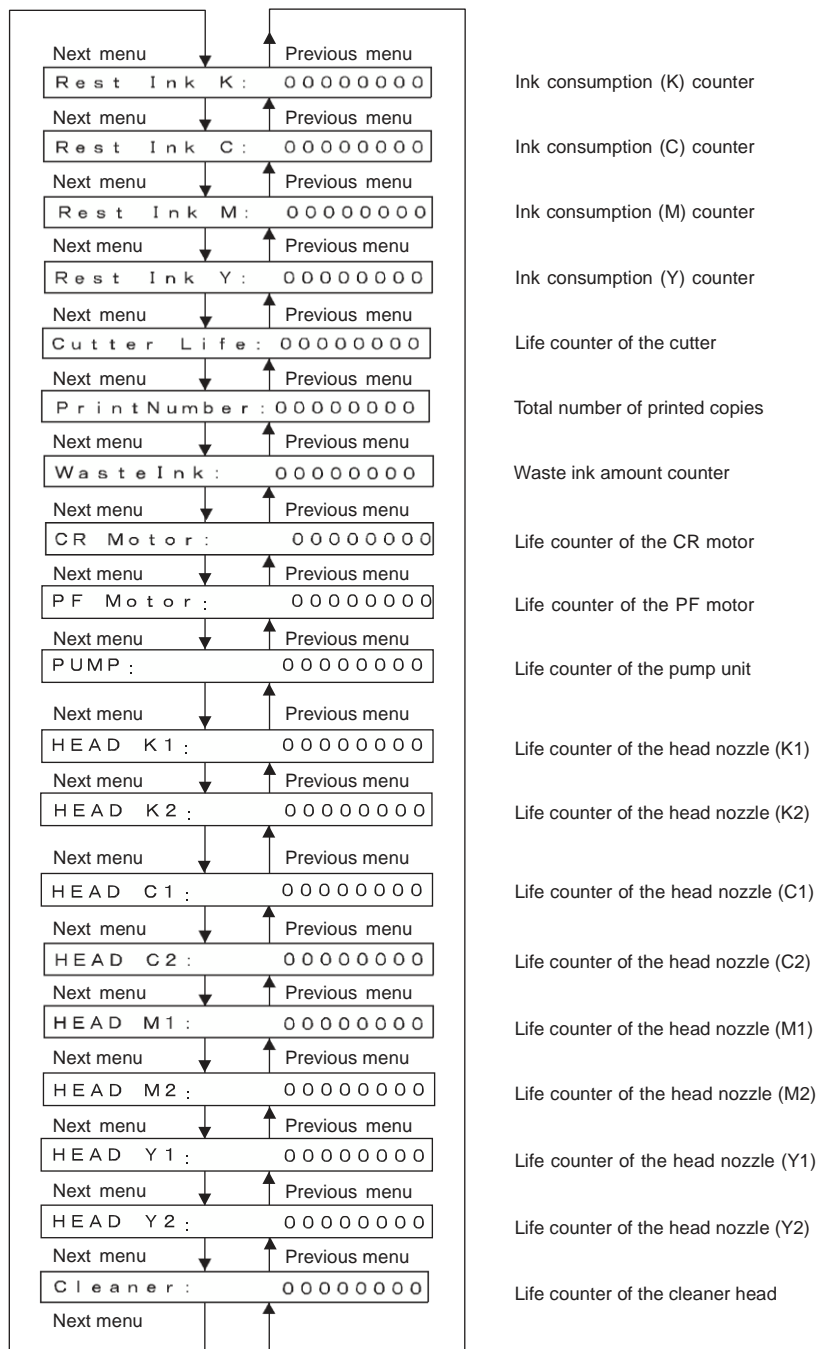 Next menu Previous menu
Rest Ink K: 00000000 Ink consumption (K) counter
Next menu Previous menu
Rest Ink C: 00000000 Ink consumption (C) counter
Next menu Previous menu
Rest Ink M: 00000000 Ink consumption (M) counter
Next menu Previous menu
Rest Ink Y: 00000000 Ink consumption (Y) counter
Next menu Previous menu
Cutter Life: 00000000 Life counter of the cutter
Next menu Previous menu
PrintNumber: 00000000 Total number of printed copies
Next menu Previous menu
WasteInk: 00000000 Waste ink amount counter
Next menu Previous menu
CR Motor: 00000000 Life counter of the CR motor
Next menu Previous menu
PF Motor: 00000000 Life counter of the PF motor
Next menu Previous menu
PUMP: 00000000 Life counter of the pump unit
Next menu Previous menu
HEAD K1: 00000000 Life counter of the head nozzle (K1)
Next menu Previous menu
HEAD K2: 00000000 Life counter of the head nozzle (K2)
Next menu Previous menu
HEAD C1: 00000000 Life counter of the head nozzle (C1)
Next menu Previous menu
HEAD C2: 00000000 Life counter of the head nozzle (C2)
Next menu Previous menu
HEAD M1: 00000000 Life counter of the head nozzle (M1)
Next menu Previous menu
HEAD M2: 00000000 Life counter of the head nozzle (M2)
Next menu Previous menu
HEAD Y1: 00000000 Life counter of the head nozzle (Y1)
Next menu Previous menu
HEAD Y2: 00000000 Life counter of the head nozzle (Y2)
Next menu Previous menu
Cleaner: 00000000 Life counter of the cleaner head
Next menu